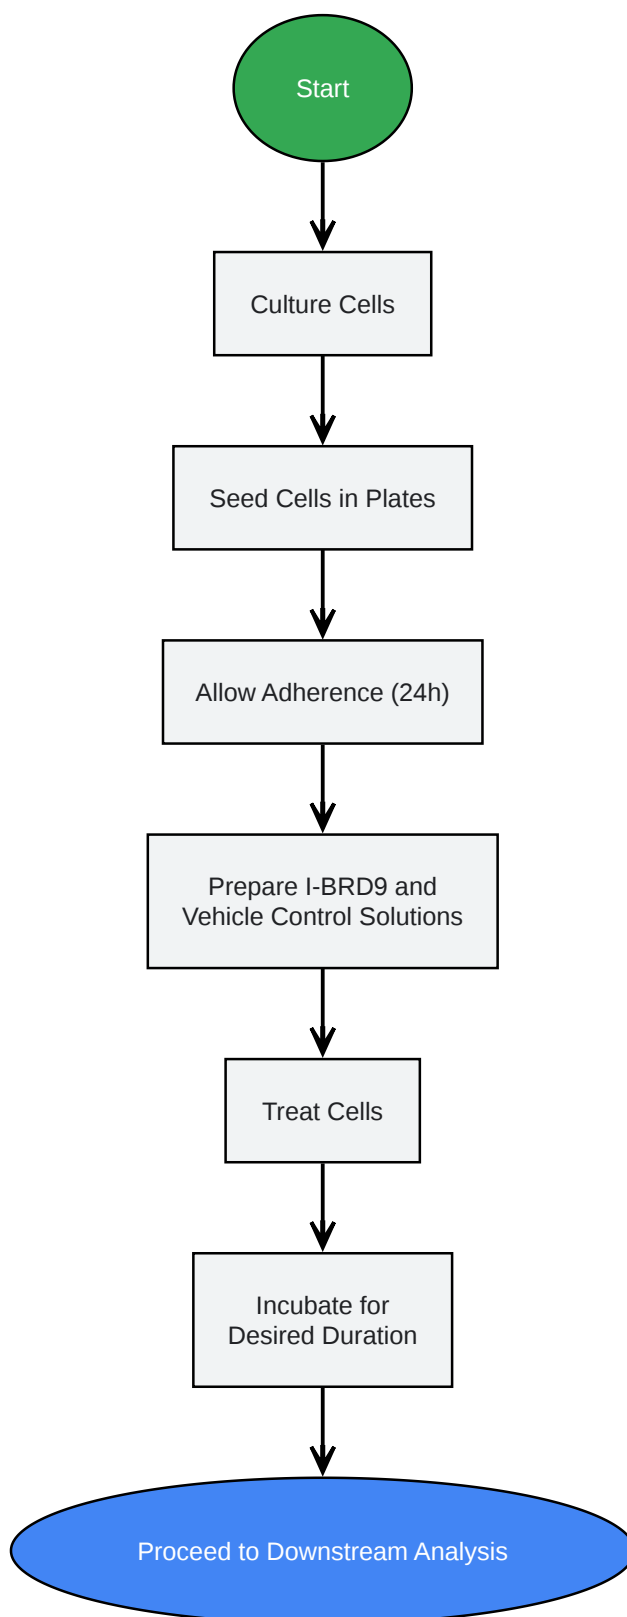 Start
Culture Cells
Seed Cells in Plates
Allow Adherence (24h)
Prepare I-BRD9 and
Vehicle Control Solutions
Treat Cells
Incubate for
Desired Duration
Proceed to Downstream Analysis